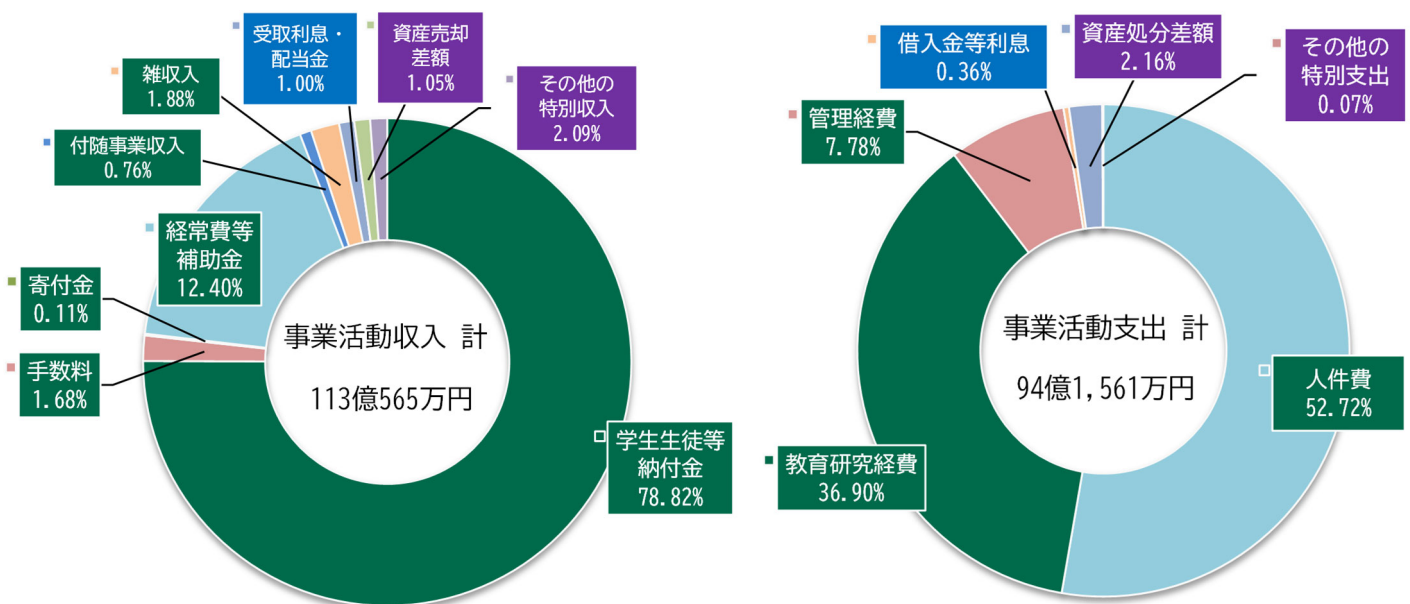 受取利息・
配当金
1.00%
資産売却
差額
1.05%
雑収入
1.88%
その他の
特別収入
2.09%
付随事業収入
0.76%
経常費等
補助金
12.40%
寄付金
0.11%
手数料
1.68%
事業活動収入 計
113億565万円
学生生徒等
納付金
78.82%
借入金等利息
0.36%
資産処分差額
2.16%
その他の
特別支出
0.07%
管理経費
7.78%
事業活動支出 計
94億1,561万円
人件費
52.72%
教育研究経費
36.90%